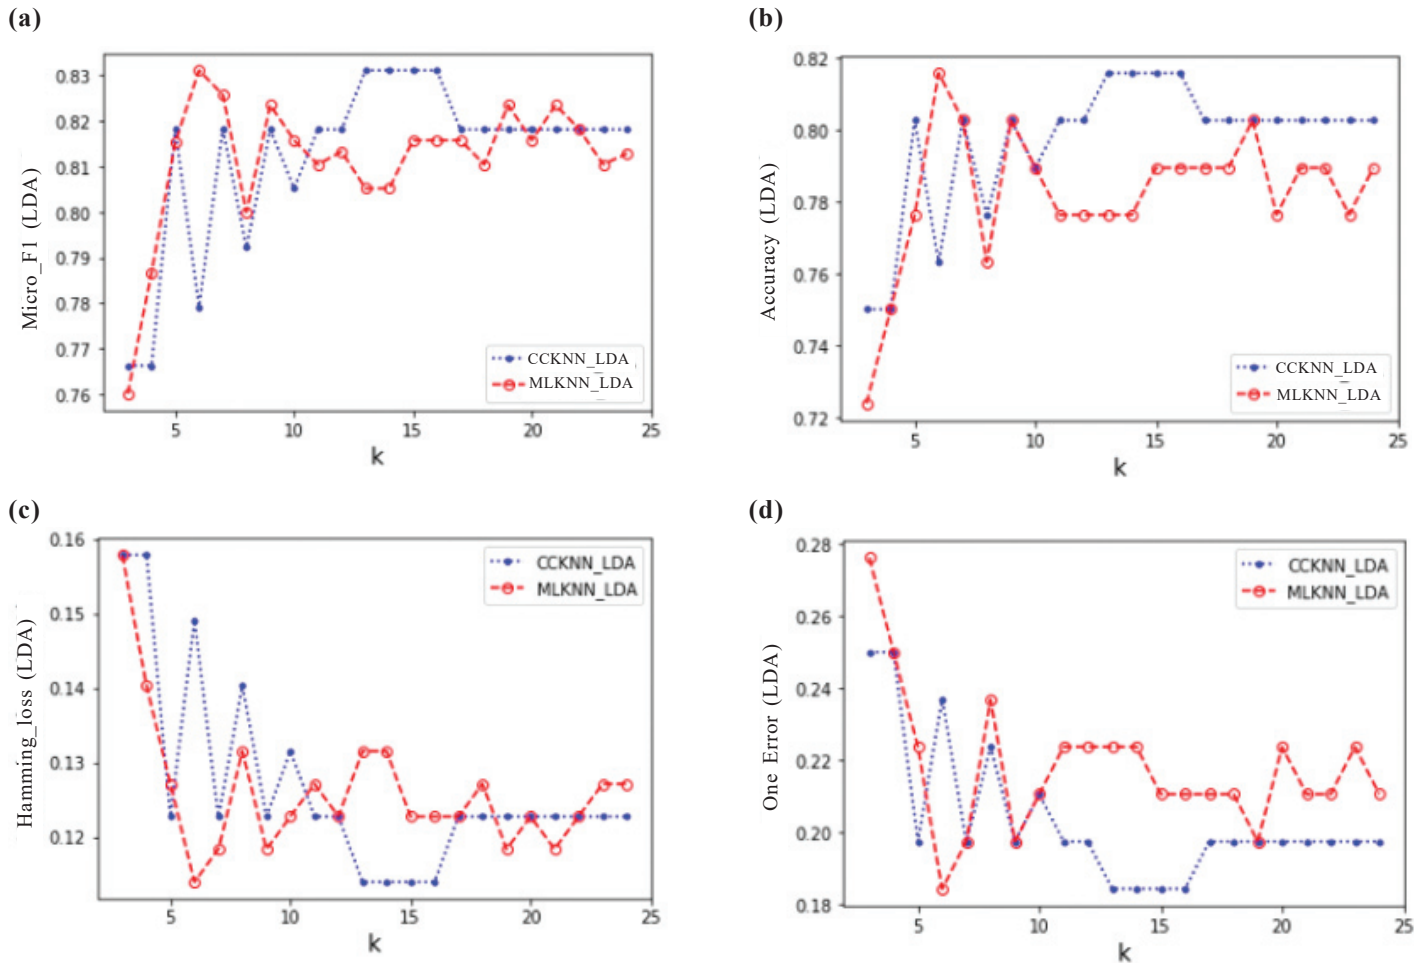 (a)
0.83
0.82
0.81
0.80
0.79
0.78
0.77
0.76
Micro_F1 (LDA)
CCKNN_LDA
MLKNN_LDA
5 10 15 20 25
k
(b)
0.82
0.80
0.78
0.76
0.74
0.72
Accuracy (LDA)
CCKNN_LDA
MLKNN_LDA
5 10 15 20 25
k
(c)
0.16
0.15
0.14
0.13
0.12
Hamming_loss (LDA)
CCKNN_LDA
MLKNN_LDA
5 10 15 20 25
k
(d)
0.28
0.26
0.24
0.22
0.20
0.18
One Error (LDA)
CCKNN_LDA
MLKNN_LDA
5 10 15 20 25
k